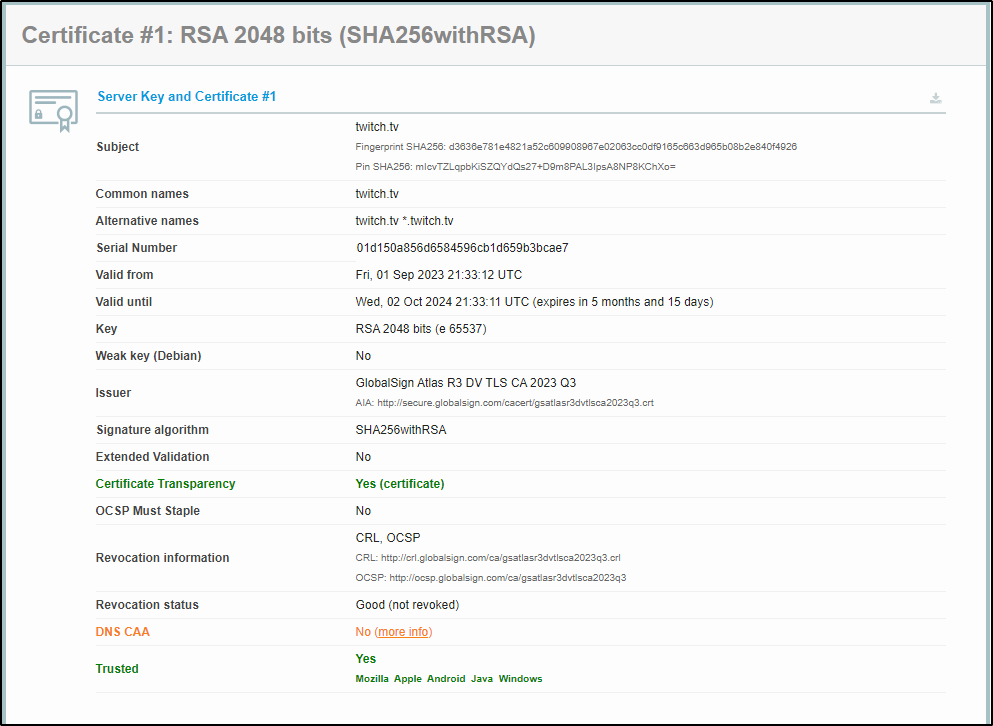 Certificate #1: RSA 2048 bits (SHA256withRSA)
Server Key and Certificate #1
Subject
twitch.tv
Fingerprint SHA256: d3636e781e4821a52c609908967e02063cc0df9165c663d965b08b2e840f4926
Pin SHA256: mIcvTZLqpbKiSZQYdQs27+D9m8PAL3IpsA8NP8KChXo=
Common names twitch.tv
Alternative names twitch.tv *.twitch.tv
Serial Number 01d150a856d6584596cb1d659b3bcae7
Valid from Fri, 01 Sep 2023 21:33:12 UTC
Valid until Wed, 02 Oct 2024 21:33:11 UTC (expires in 5 months and 15 days)
Key RSA 2048 bits (e 65537)
Weak key (Debian) No
Issuer
GlobalSign Atlas R3 DV TLS CA 2023 Q3
AIA: http://secure.globalsign.com/cacert/gsatlasr3dvtlsca2023q3.crt
Signature algorithm SHA256withRSA
Extended Validation No
Certificate Transparency Yes (certificate)
OCSP Must Staple No
Revocation information
CRL, OCSP
CRL: http://crl.globalsign.com/ca/gsatlasr3dvtlsca2023q3.crl
OCSP: http://ocsp.globalsign.com/ca/gsatlasr3dvtlsca2023q3
Revocation status Good (not revoked)
DNS CAA No (more info)
Trusted
Yes
Mozilla Apple Android Java Windows